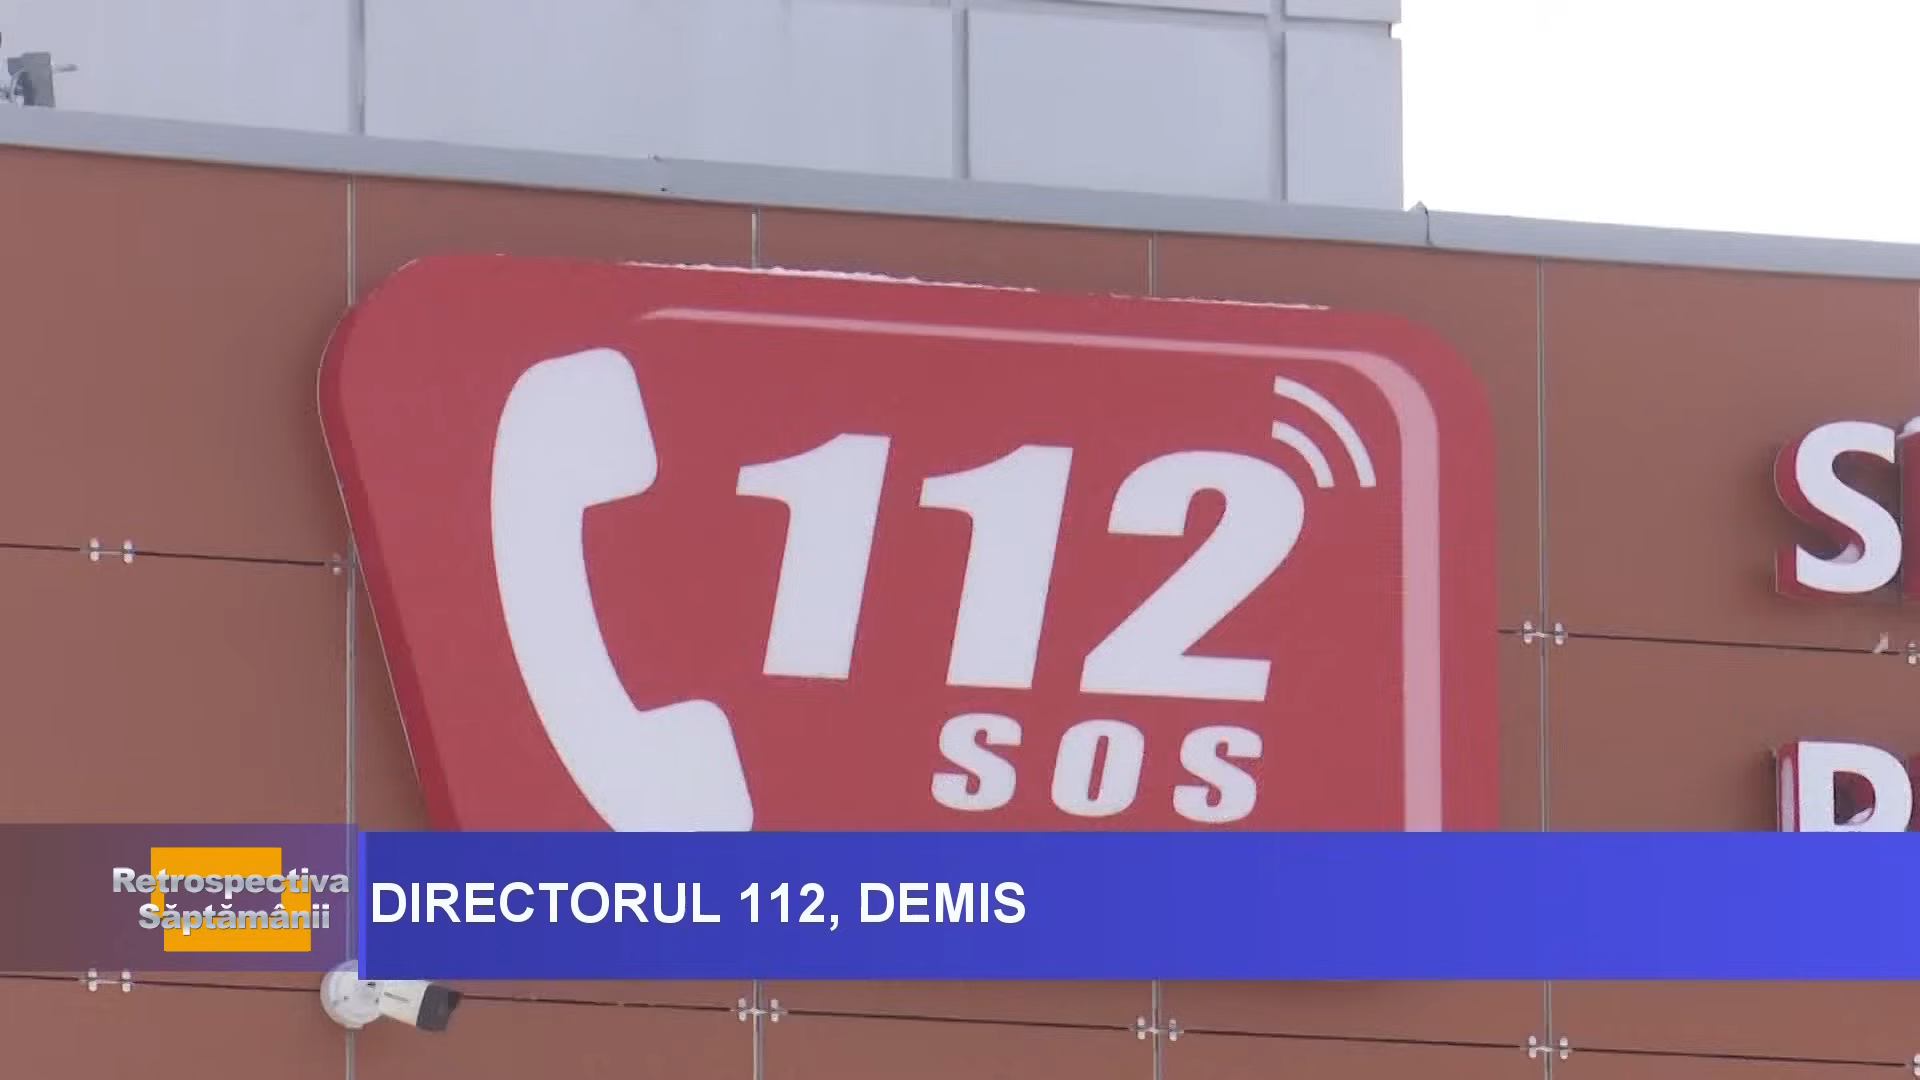 112
SOS
Retrospectiva
Săptămânii
DIRECTORUL 112, DEMIS